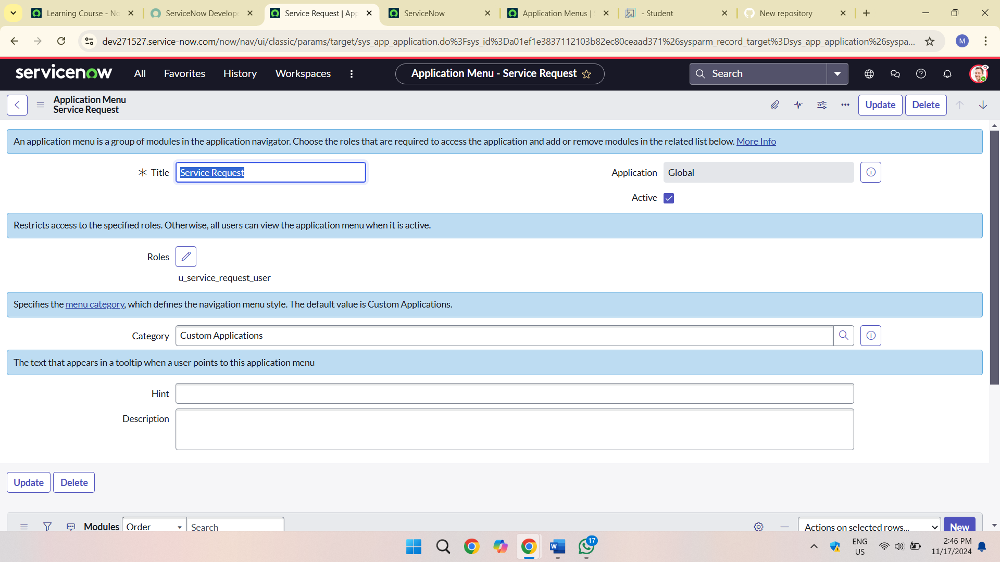 Learning Course - No
ServiceNow Develope
Service Request | App
ServiceNow
Application Menus | S
- Student
New repository
dev271527.service-now.com/now/nav/ui/classic/params/target/sys_app_application.do%3Fsys_id%3Da01ef1e3837112103b82ec80ceaad371%26sysparm_record_target%3Dsys_app_application%26syspa...
M
servicenow
All
Favorites
History
Workspaces
Application Menu - Service Request
Search
Application Menu
Service Request
Update
Delete
An application menu is a group of modules in the application navigator. Choose the roles that are required to access the application and add or remove modules in the related list below. More Info
Title
Service Request
Application
Global
Active
Restricts access to the specified roles. Otherwise, all users can view the application menu when it is active.
Roles
u_service_request_user
Specifies the menu category, which defines the navigation menu style. The default value is Custom Applications.
Category
Custom Applications
The text that appears in a tooltip when a user points to this application menu
Hint
Description
Update
Delete
Modules
Order
Search
Actions on selected rows...
New
17
ENG
US
2:46 PM
11/17/2024